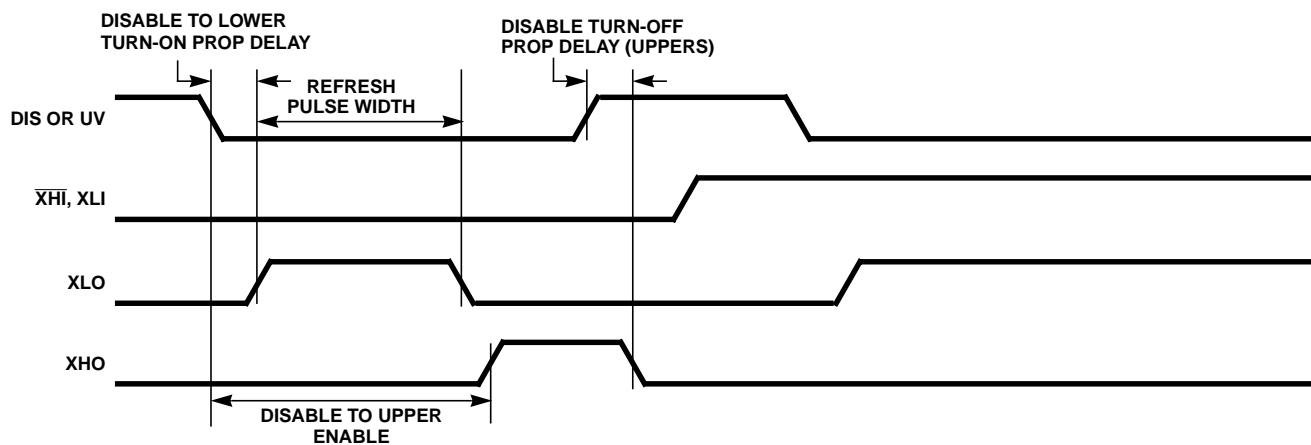 DISABLE TO LOWER
TURN-ON PROP DELAY
DISABLE TURN-OFF
PROP DELAY (UPPERS)
REFRESH
PULSE WIDTH
DIS OR UV
X̅H̅I̅, XLI
XLO
XHO
DISABLE TO UPPER
ENABLE